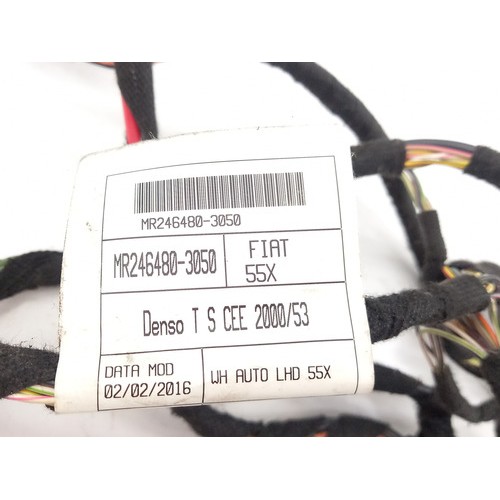 MR246480-3050
MR246480-3050
FIAT
55X
Denso T S CEE 2000/53
DATA MOD
02/02/2016
WH AUTO LHD 55X